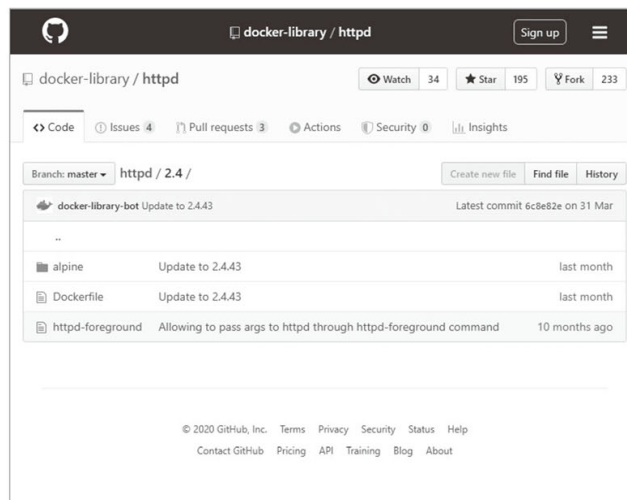 docker-library / httpd Sign up
docker-library / httpd Watch 34 Star 195 Fork 233
Code Issues 4 Pull requests 3 Actions Security 0 Insights
Branch: master httpd / 2.4 / Create new file Find file History
docker-library-bot Update to 2.4.43 Latest commit 6c8e82e on 31 Mar
..
alpine Update to 2.4.43 last month
Dockerfile Update to 2.4.43 last month
httpd-foreground Allowing to pass args to httpd through httpd-foreground command 10 months ago
© 2020 GitHub, Inc. Terms Privacy Security Status Help
Contact GitHub Pricing API Training Blog About